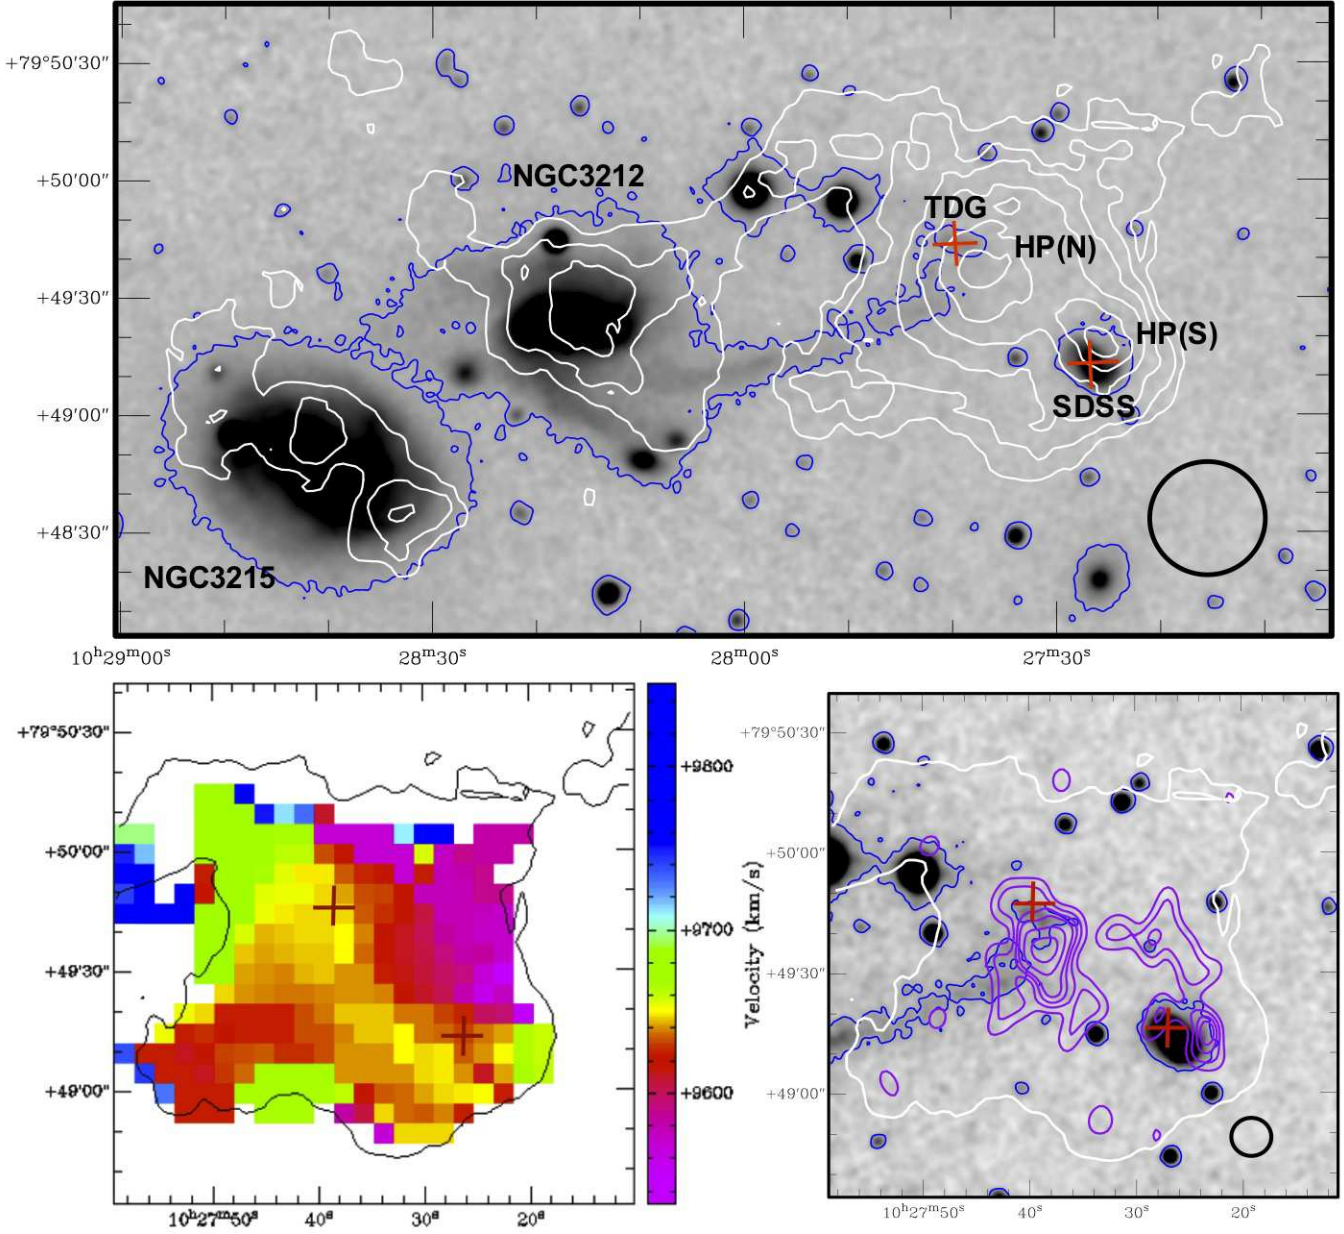 +79°50'30"
+50'00"
+49'30"
+49'00"
+48'30"
NGC3212
TDG
HP(N)
HP(S)
SDSS
NGC3215
10ʰ29ᵐ00ˢ
28ᵐ30ˢ
28ᵐ00ˢ
27ᵐ30ˢ
+79°50'30"
+50'00"
+49'30"
+49'00"
10ʰ27ᵐ50ˢ
40ˢ
30ˢ
20ˢ
+9800
+9700
+9600
Velocity (km/s)
+79°50'30"
+50'00"
+49'30"
+49'00"
10ʰ27ᵐ50ˢ
40ˢ
30ˢ
20ˢ